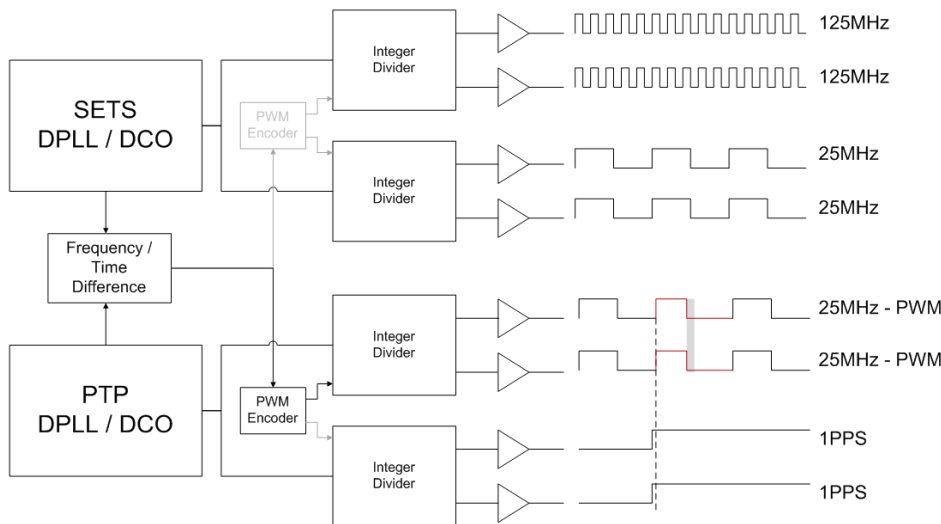 Integer
Divider
125MHz
125MHz
SETS
DPLL / DCO
PWM
Encoder
Integer
Divider
25MHz
25MHz
Frequency /
Time
Difference
Integer
Divider
25MHz - PWM
25MHz - PWM
PTP
DPLL / DCO
PWM
Encoder
Integer
Divider
1PPS
1PPS